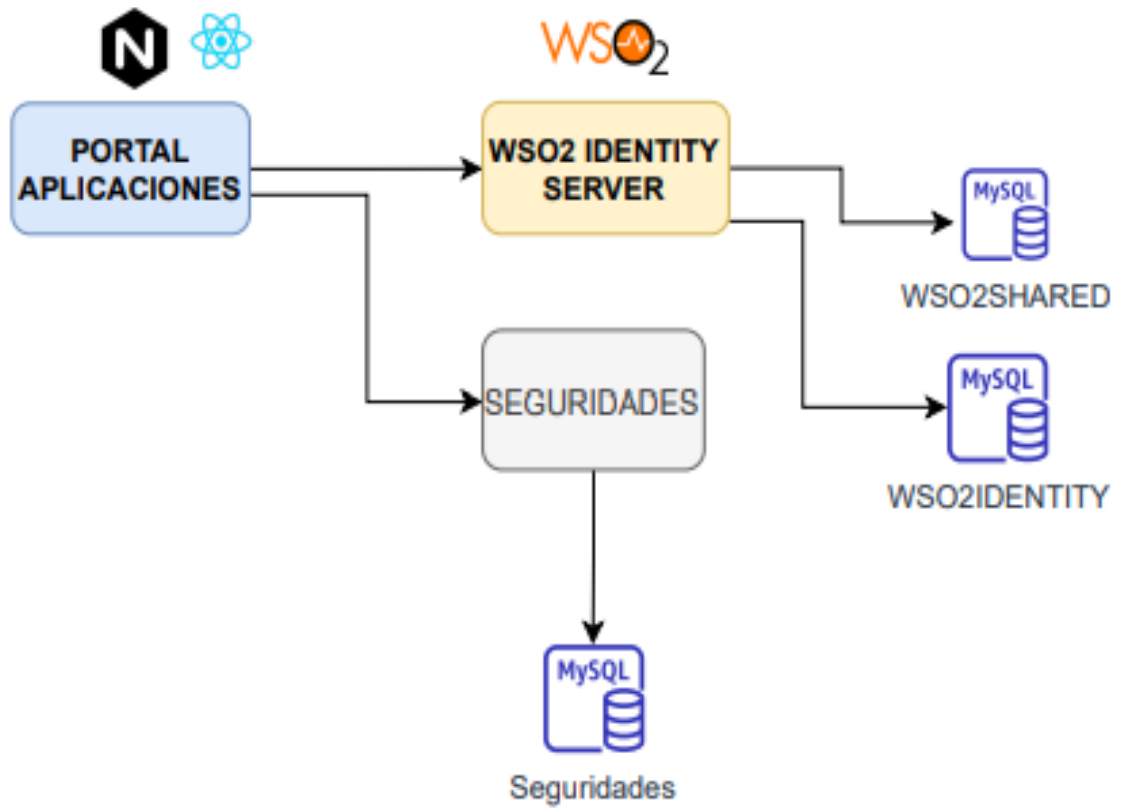 N
WSO2
PORTAL
APLICACIONES
WSO2 IDENTITY
SERVER
MySQL
WSO2SHARED
SEGURIDADES
MySQL
WSO2IDENTITY
MySQL
Seguridades